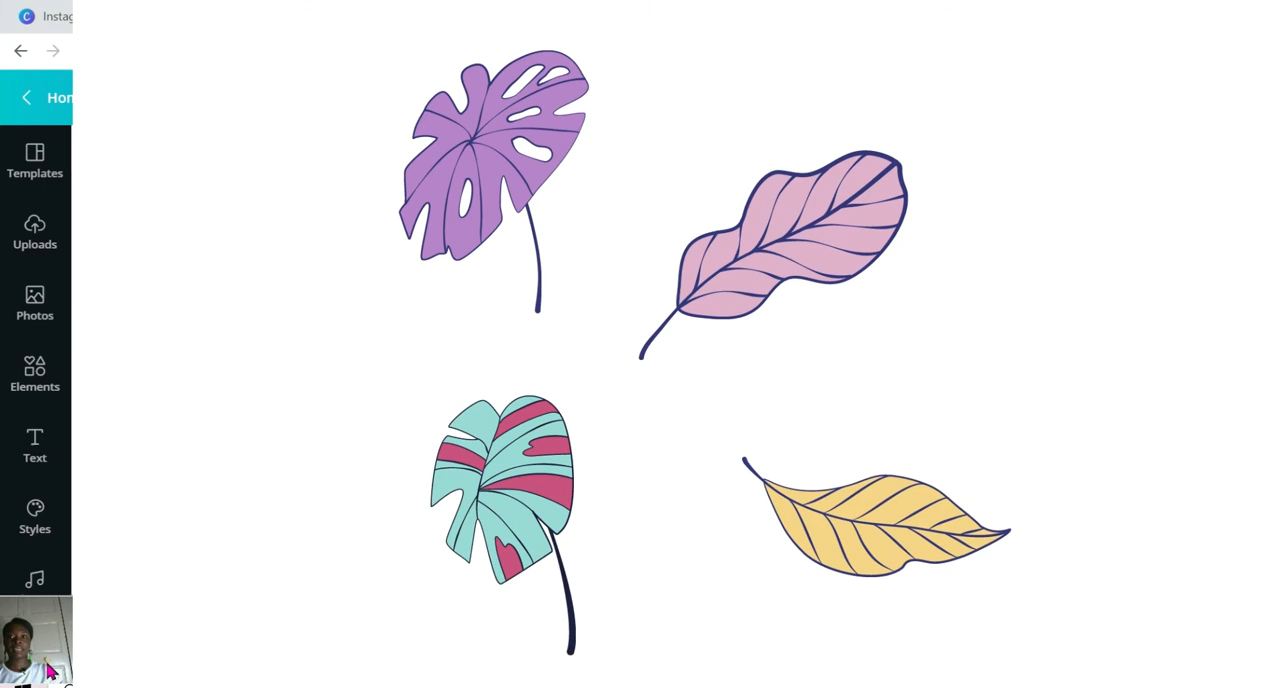 C Instag
Hon
Templates
Uploads
Photos
Elements
Text
Styles